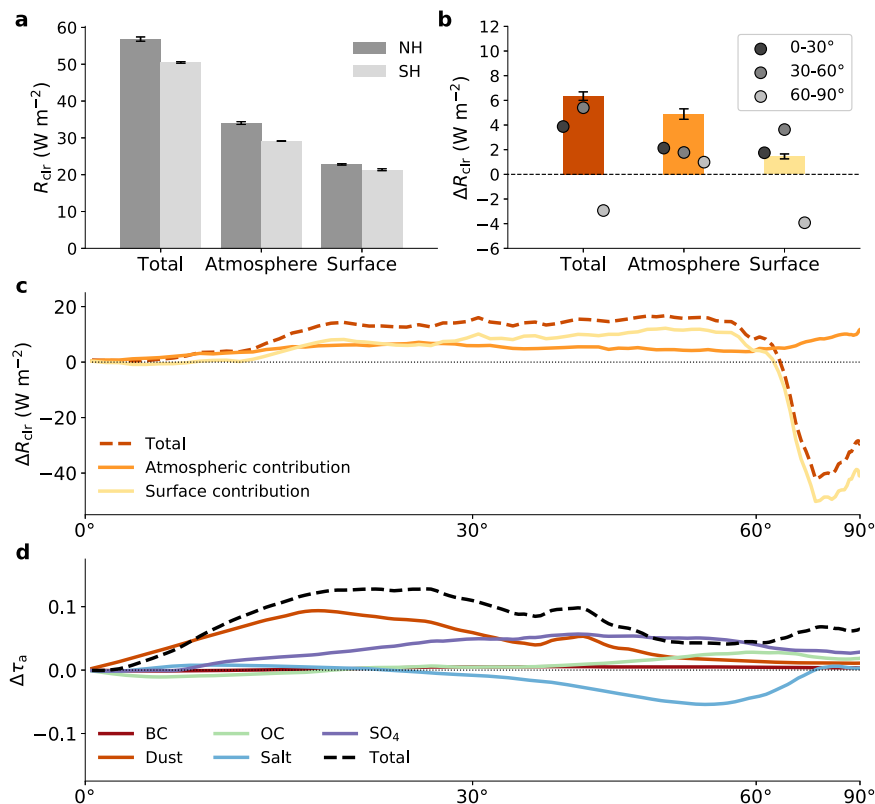 a
60
50
40
30
20
10
0
R_clr (W m⁻²)
NH
SH
Total
Atmosphere
Surface
b
12
10
8
6
4
2
0
−2
−4
−6
ΔR_clr (W m⁻²)
0-30°
30-60°
60-90°
Total
Atmosphere
Surface
c
20
0
−20
−40
ΔR_clr (W m⁻²)
Total
Atmospheric contribution
Surface contribution
0°
30°
60°
90°
d
0.1
0.0
−0.1
Δτ_a
BC
OC
SO₄
Dust
Salt
Total
0°
30°
60°
90°